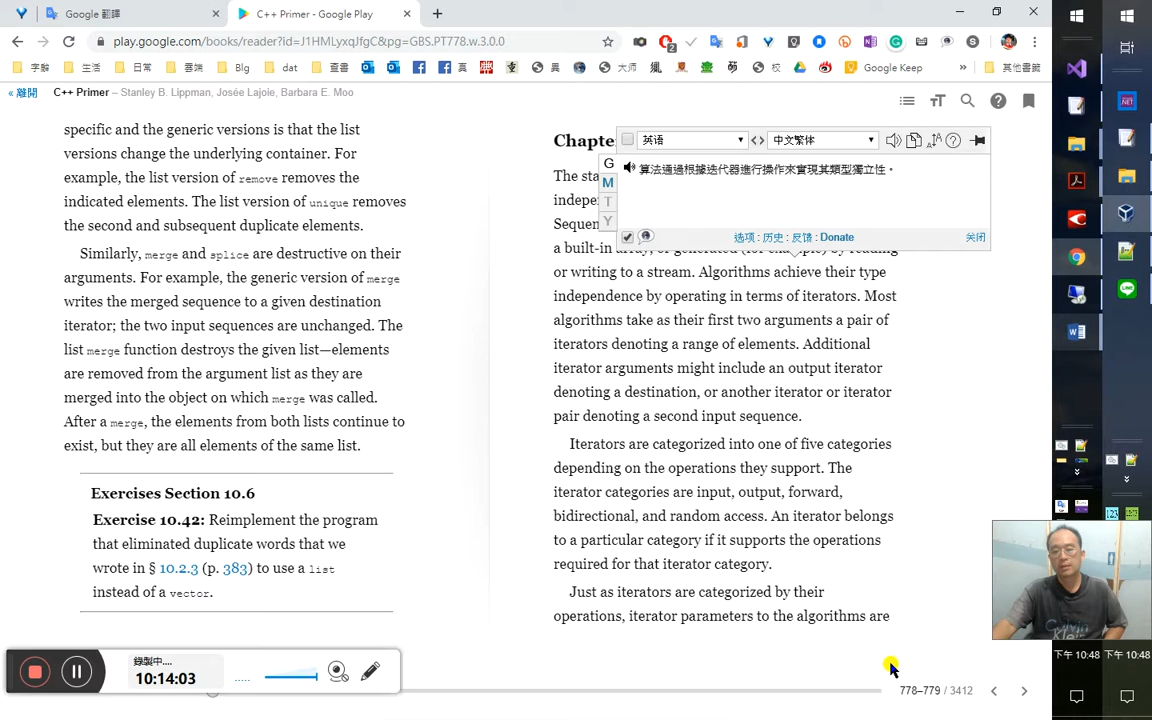 Google 翻譯
C++ Primer - Google Play
play.google.com/books/reader?id=J1HMLyxqJfgC&pg=GBS.PT778.w.3.0.0
2
字辭
生活
日常
雲端
Blg
dat
查書
真
異
大师
校
Google Keep
其他書籤
« 離開
C++ Primer – Stanley B. Lippman, Josée Lajoie, Barbara E. Moo
specific and the generic versions is that the list
versions change the underlying container. For
example, the list version of remove removes the
indicated elements. The list version of unique removes
the second and subsequent duplicate elements.
Similarly, merge and splice are destructive on their
arguments. For example, the generic version of merge
writes the merged sequence to a given destination
iterator; the two input sequences are unchanged. The
list merge function destroys the given list—elements
are removed from the argument list as they are
merged into the object on which merge was called.
After a merge, the elements from both lists continue to
exist, but they are all elements of the same list.
Exercises Section 10.6
Exercise 10.42: Reimplement the program
that eliminated duplicate words that we
wrote in § 10.2.3 (p. 383) to use a list
instead of a vector.
Chapte
The sta
indepe
Sequen
英语
中文繁体
G
M
T
Y
算法通過根據迭代器進行操作來實現其類型獨立性。
选项 : 历史 : 反馈 : Donate
关闭
a built-in array, or generated (for example) by reading
or writing to a stream. Algorithms achieve their type
independence by operating in terms of iterators. Most
algorithms take as their first two arguments a pair of
iterators denoting a range of elements. Additional
iterator arguments might include an output iterator
denoting a destination, or another iterator or iterator
pair denoting a second input sequence.
Iterators are categorized into one of five categories
depending on the operations they support. The
iterator categories are input, output, forward,
bidirectional, and random access. An iterator belongs
to a particular category if it supports the operations
required for that iterator category.
Just as iterators are categorized by their
operations, iterator parameters to the algorithms are
錄製中....
10:14:03
778–779 / 3412
下午 10:48
下午 10:48